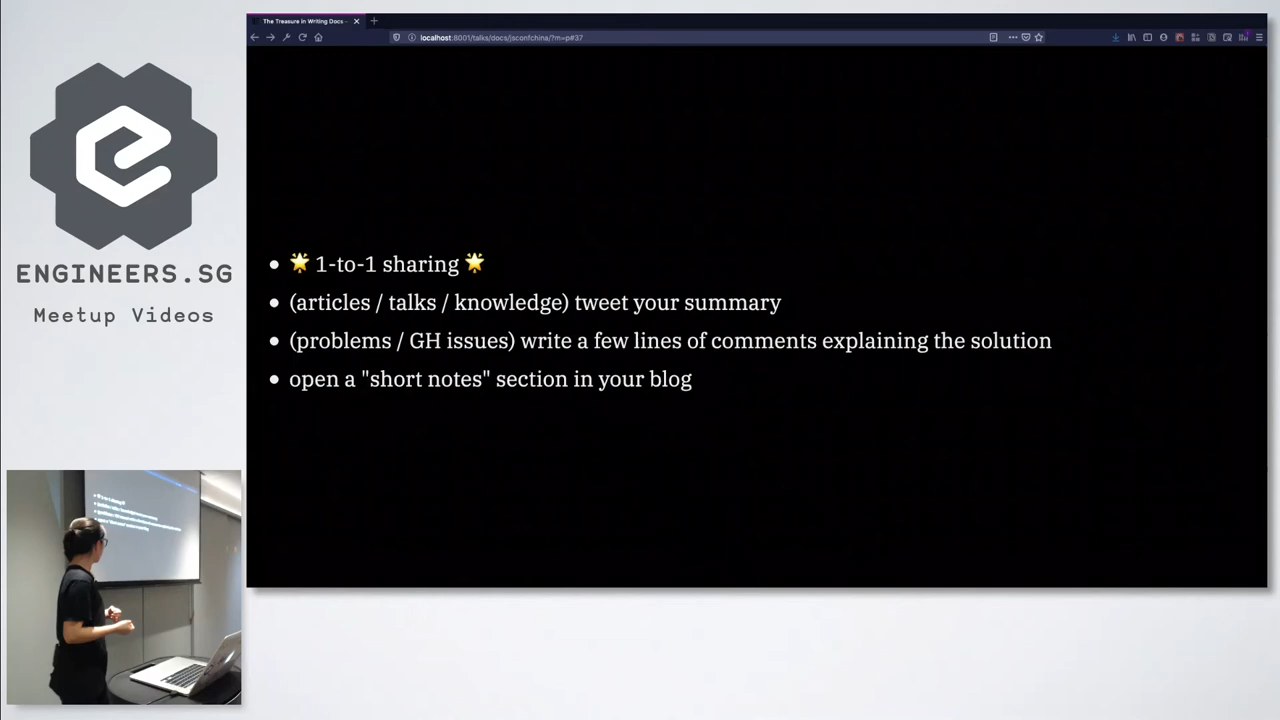 The Treasure in Writing Docs -
localhost:8001/talks/docs/jsconfchina/?m=p#37
ENGINEERS.SG
Meetup Videos
• 🌟 1-to-1 sharing 🌟
• (articles / talks / knowledge) tweet your summary
• (problems / GH issues) write a few lines of comments explaining the solution
• open a "short notes" section in your blog